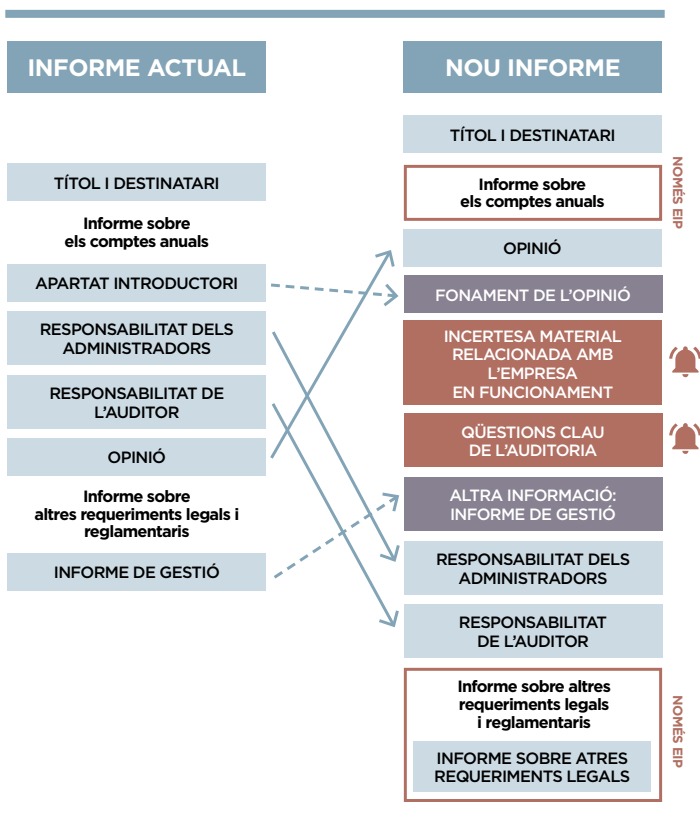 INFORME ACTUAL
TÍTOL I DESTINATARI
Informe sobre
els comptes anuals
APARTAT INTRODUCTORI
RESPONSABILITAT DELS
ADMINISTRADORS
RESPONSABILITAT DE
L'AUDITOR
OPINIÓ
Informe sobre
altres requeriments legals i
reglamentaris
INFORME DE GESTIÓ
NOU INFORME
TÍTOL I DESTINATARI
Informe sobre
els comptes anuals
NOMÉS EIP
OPINIÓ
FONAMENT DE L'OPINIÓ
INCERTESA MATERIAL
RELACIONADA AMB
L'EMPRESA
EN FUNCIONAMENT
QÜESTIONS CLAU
DE L'AUDITORIA
ALTRA INFORMACIÓ:
INFORME DE GESTIÓ
RESPONSABILITAT DELS
ADMINISTRADORS
RESPONSABILITAT
DE L'AUDITOR
Informe sobre altres
requeriments legals
i reglamentaris
INFORME SOBRE ATRES
REQUERIMENTS LEGALS
NOMÉS EIP